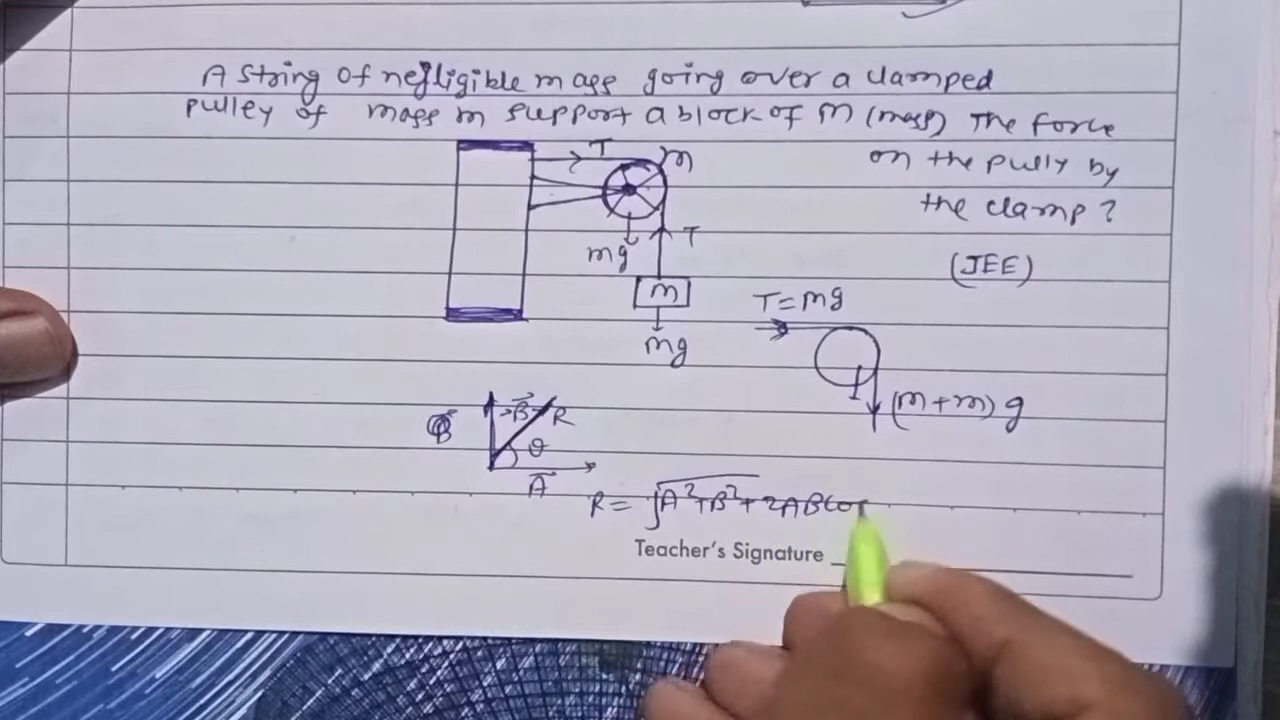 A string of negligible mass going over a clamped
pulley of mass m support a block of M (mass) The force
on the pully by
the clamp?
(JEE)
T
m
mg
T
m
mg
T = mg
(m+m) g
B
B
R
θ
A
R = √A²+B²+2ABcos
Teacher's Signature